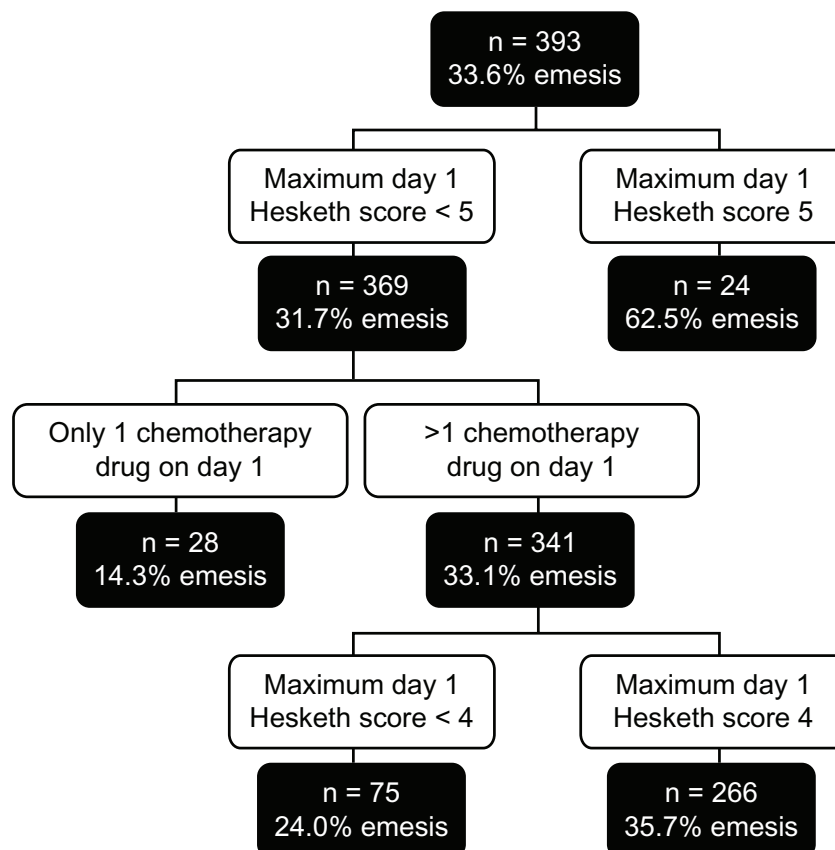 n = 393
33.6% emesis
Maximum day 1
Hesketh score < 5
Maximum day 1
Hesketh score 5
n = 369
31.7% emesis
n = 24
62.5% emesis
Only 1 chemotherapy
drug on day 1
>1 chemotherapy
drug on day 1
n = 28
14.3% emesis
n = 341
33.1% emesis
Maximum day 1
Hesketh score < 4
Maximum day 1
Hesketh score 4
n = 75
24.0% emesis
n = 266
35.7% emesis